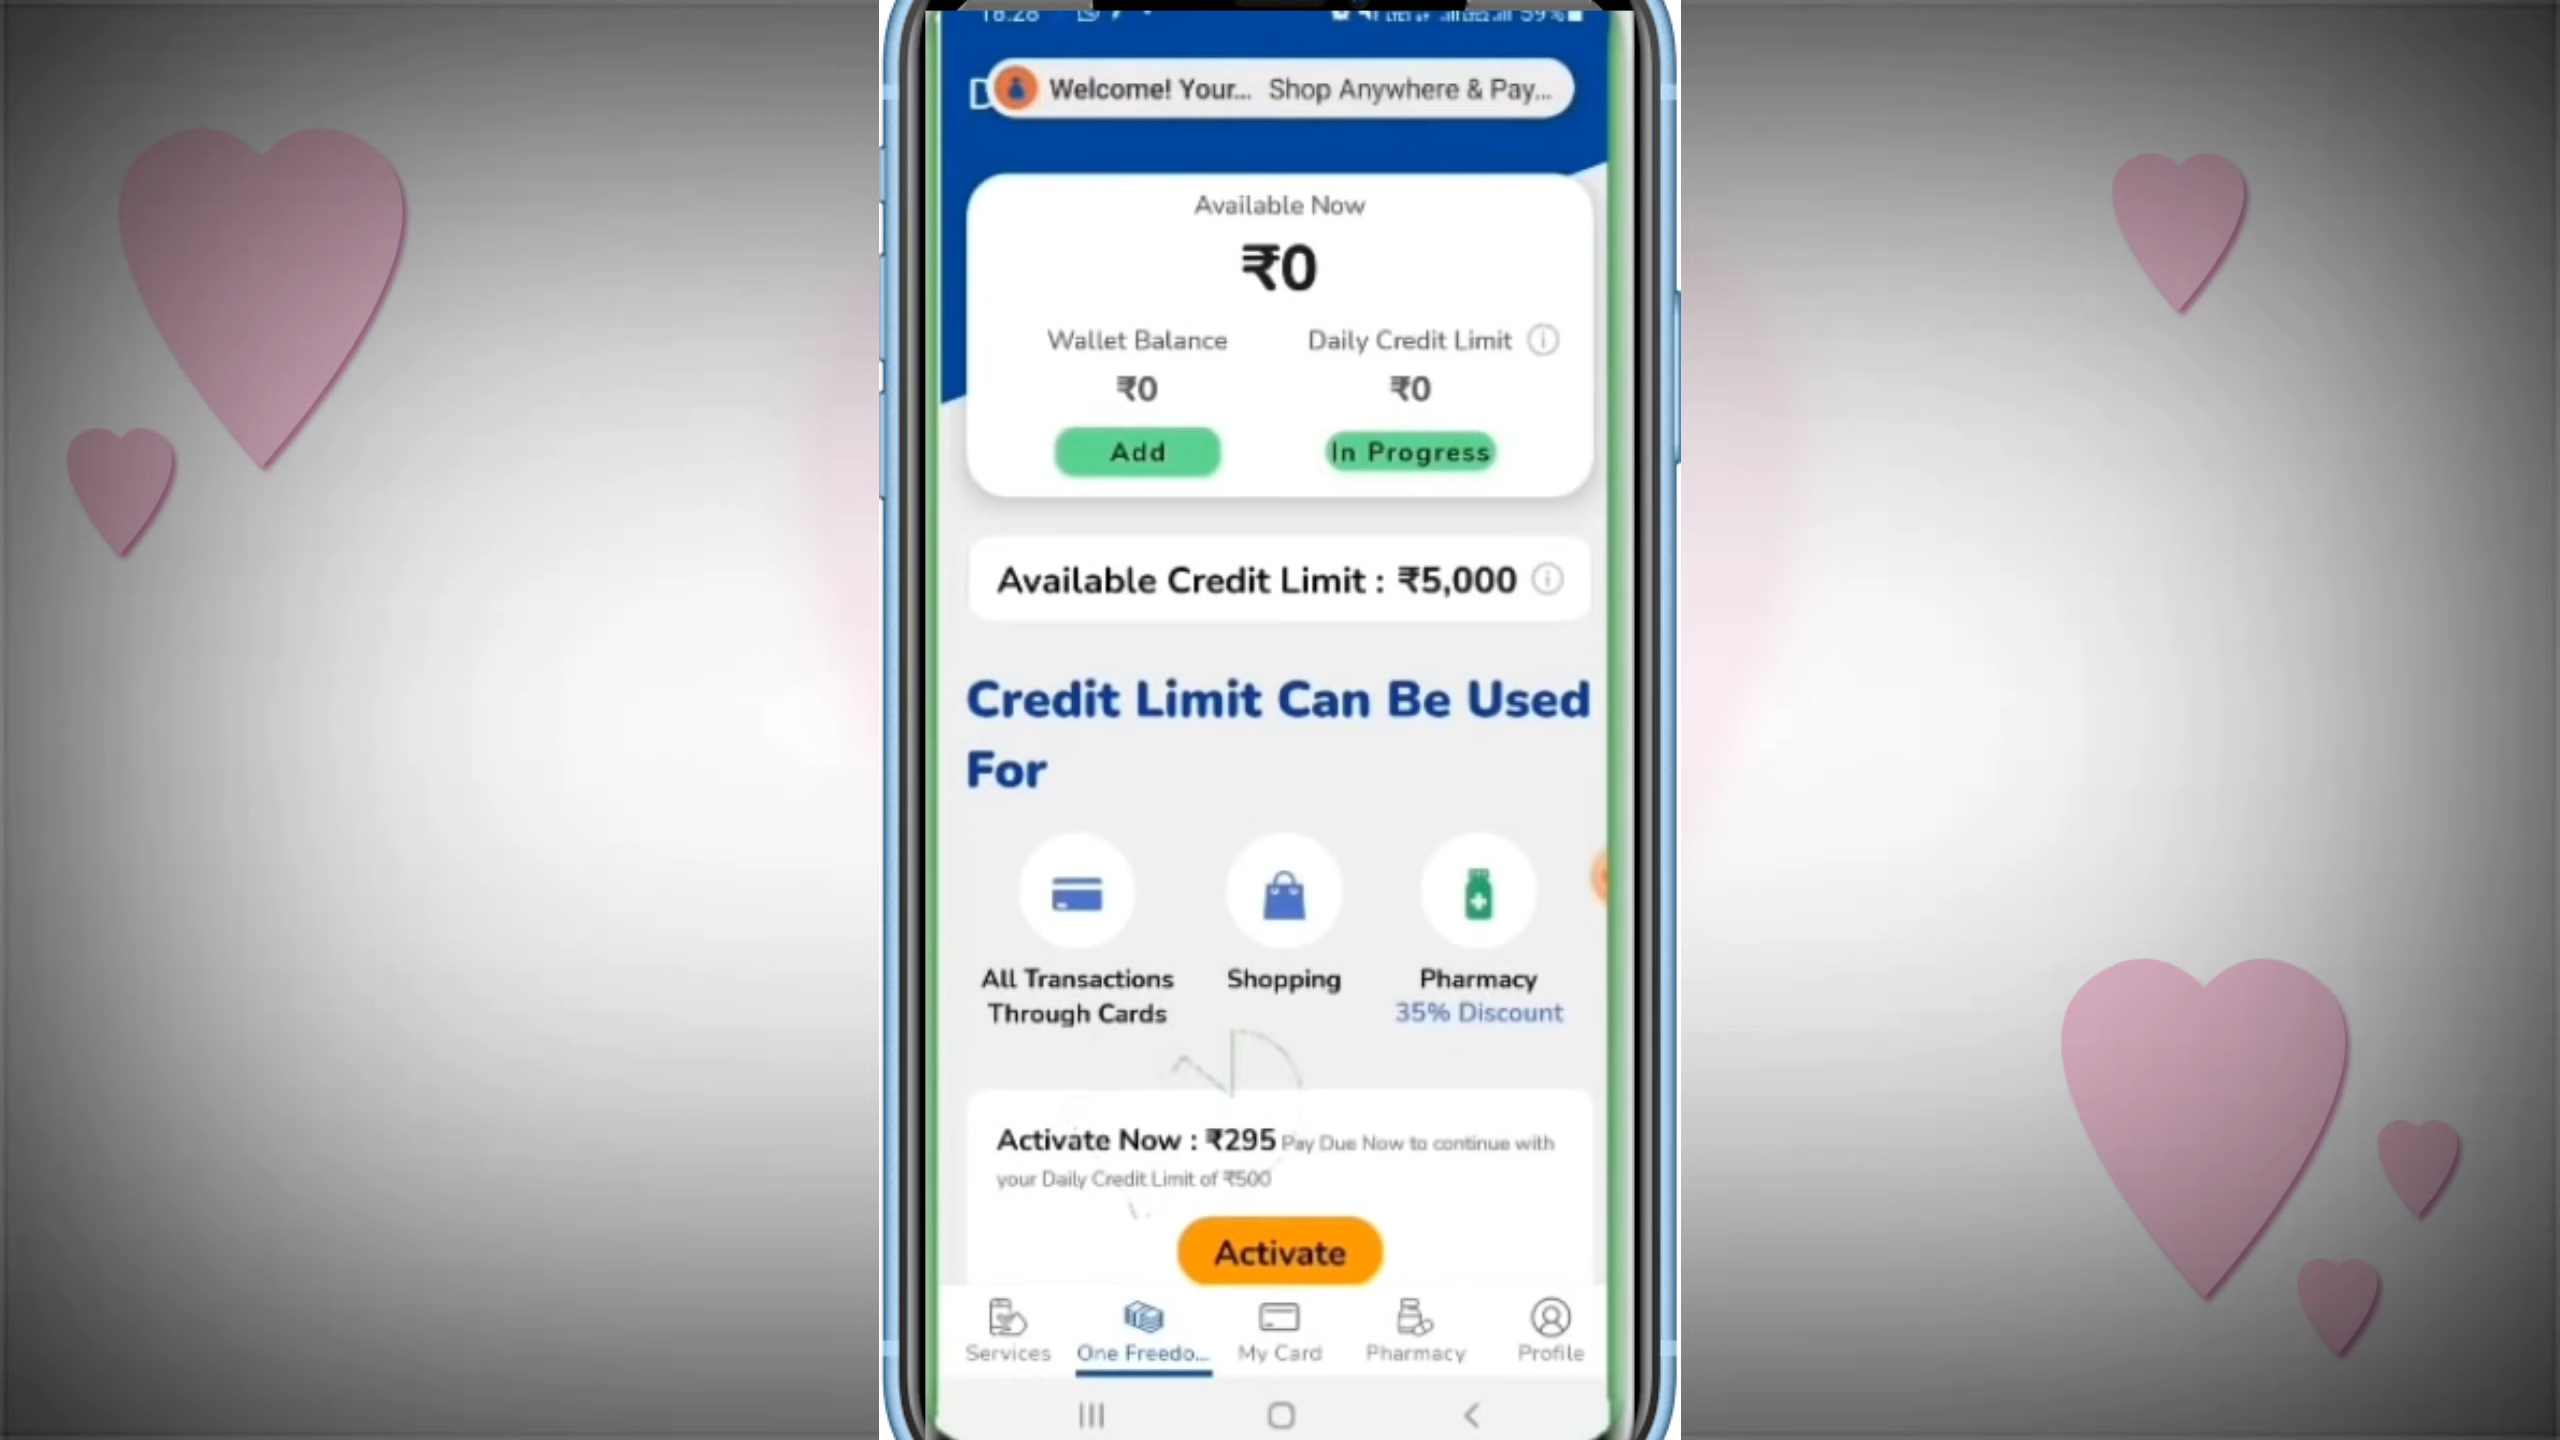 16:28 59%
Welcome! Your... Shop Anywhere & Pay...
Available Now
₹0
Wallet Balance Daily Credit Limit
₹0 ₹0
Add In Progress
Available Credit Limit : ₹5,000
Credit Limit Can Be Used
For
All Transactions Shopping Pharmacy
Through Cards 35% Discount
Activate Now : ₹295 Pay Due Now to continue with
your Daily Credit Limit of ₹500
Activate
Services One Freedo... My Card Pharmacy Profile